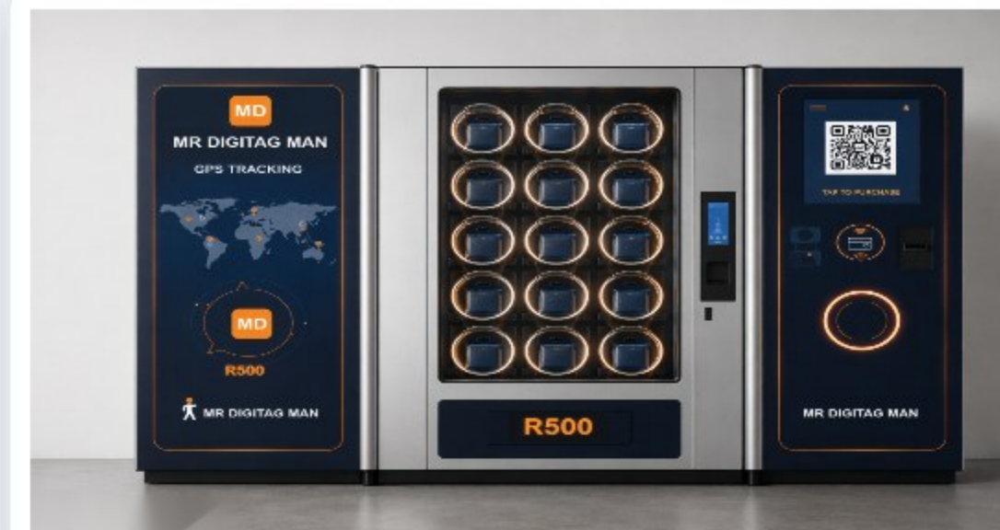 MD
MR DIGITAG MAN
GPS TRACKING
MD
R500
MR DIGITAG MAN
R500
TAP TO PURCHASE
MR DIGITAG MAN